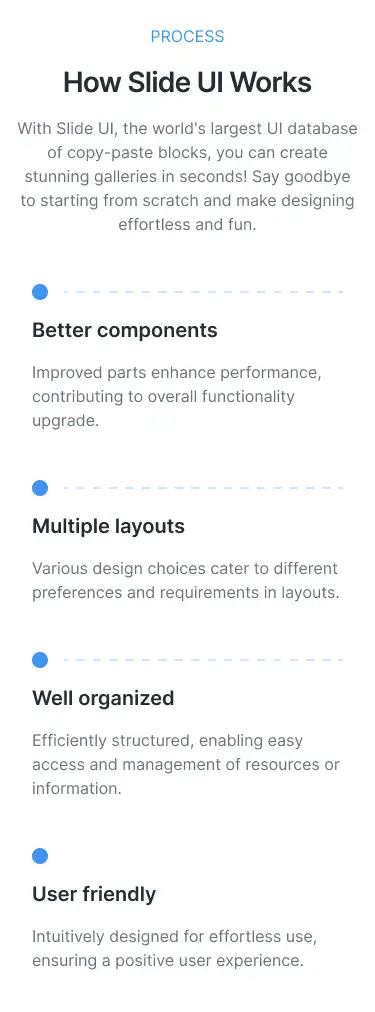 PROCESS
How Slide UI Works
With Slide UI, the world's largest UI database
of copy-paste blocks, you can create
stunning galleries in seconds! Say goodbye
to starting from scratch and make designing
effortless and fun.
Better components
Improved parts enhance performance,
contributing to overall functionality
upgrade.
Multiple layouts
Various design choices cater to different
preferences and requirements in layouts.
Well organized
Efficiently structured, enabling easy
access and management of resources or
information.
User friendly
Intuitively designed for effortless use,
ensuring a positive user experience.